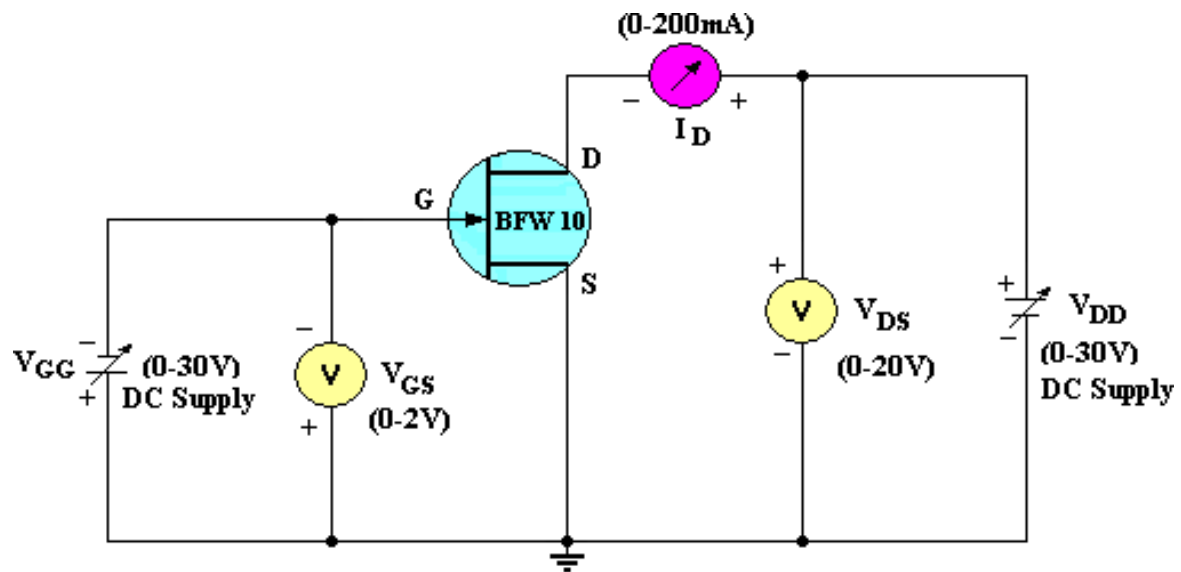 (0-200mA)
− +
I D
D
G
BFW 10
S
−
V GG
+
(0-30V)
DC Supply
−
V GS
(0-2V)
+
+
V
V DS
−
(0-20V)
+
V DD
−
(0-30V)
DC Supply
V